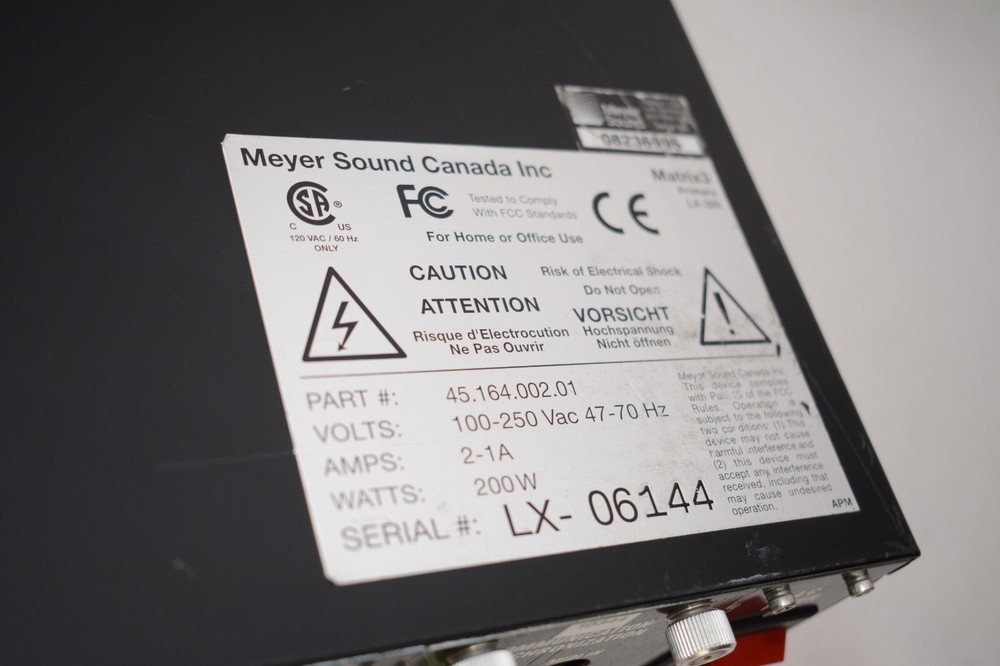 08236995
Meyer Sound Canada Inc
Matrix3
Primary
LX-300
CSA ®
C US
120 VAC / 60 Hz
ONLY
FC Tested to Comply
With FCC Standards
CE
For Home or Office Use
CAUTION Risk of Electrical Shock
Do Not Open
ATTENTION
Risque d'Electrocution
Ne Pas Ouvrir
VORSICHT
Hochspannung
Nicht öffnen
PART #: 45.164.002.01
VOLTS: 100-250 Vac 47-70 Hz
AMPS: 2-1A
WATTS: 200W
SERIAL #: LX- 06144
Meyer Sound Canada Inc.
This device complies
with Part 15 of the FCC
Rules. Operation is
subject to the following
two conditions: (1) This
device may not cause
harmful interference,and
(2) this device must
accept any interference
received, including that
may cause undesired
operation.
APM
COMMUNICATION
SYNCHRONIZATION